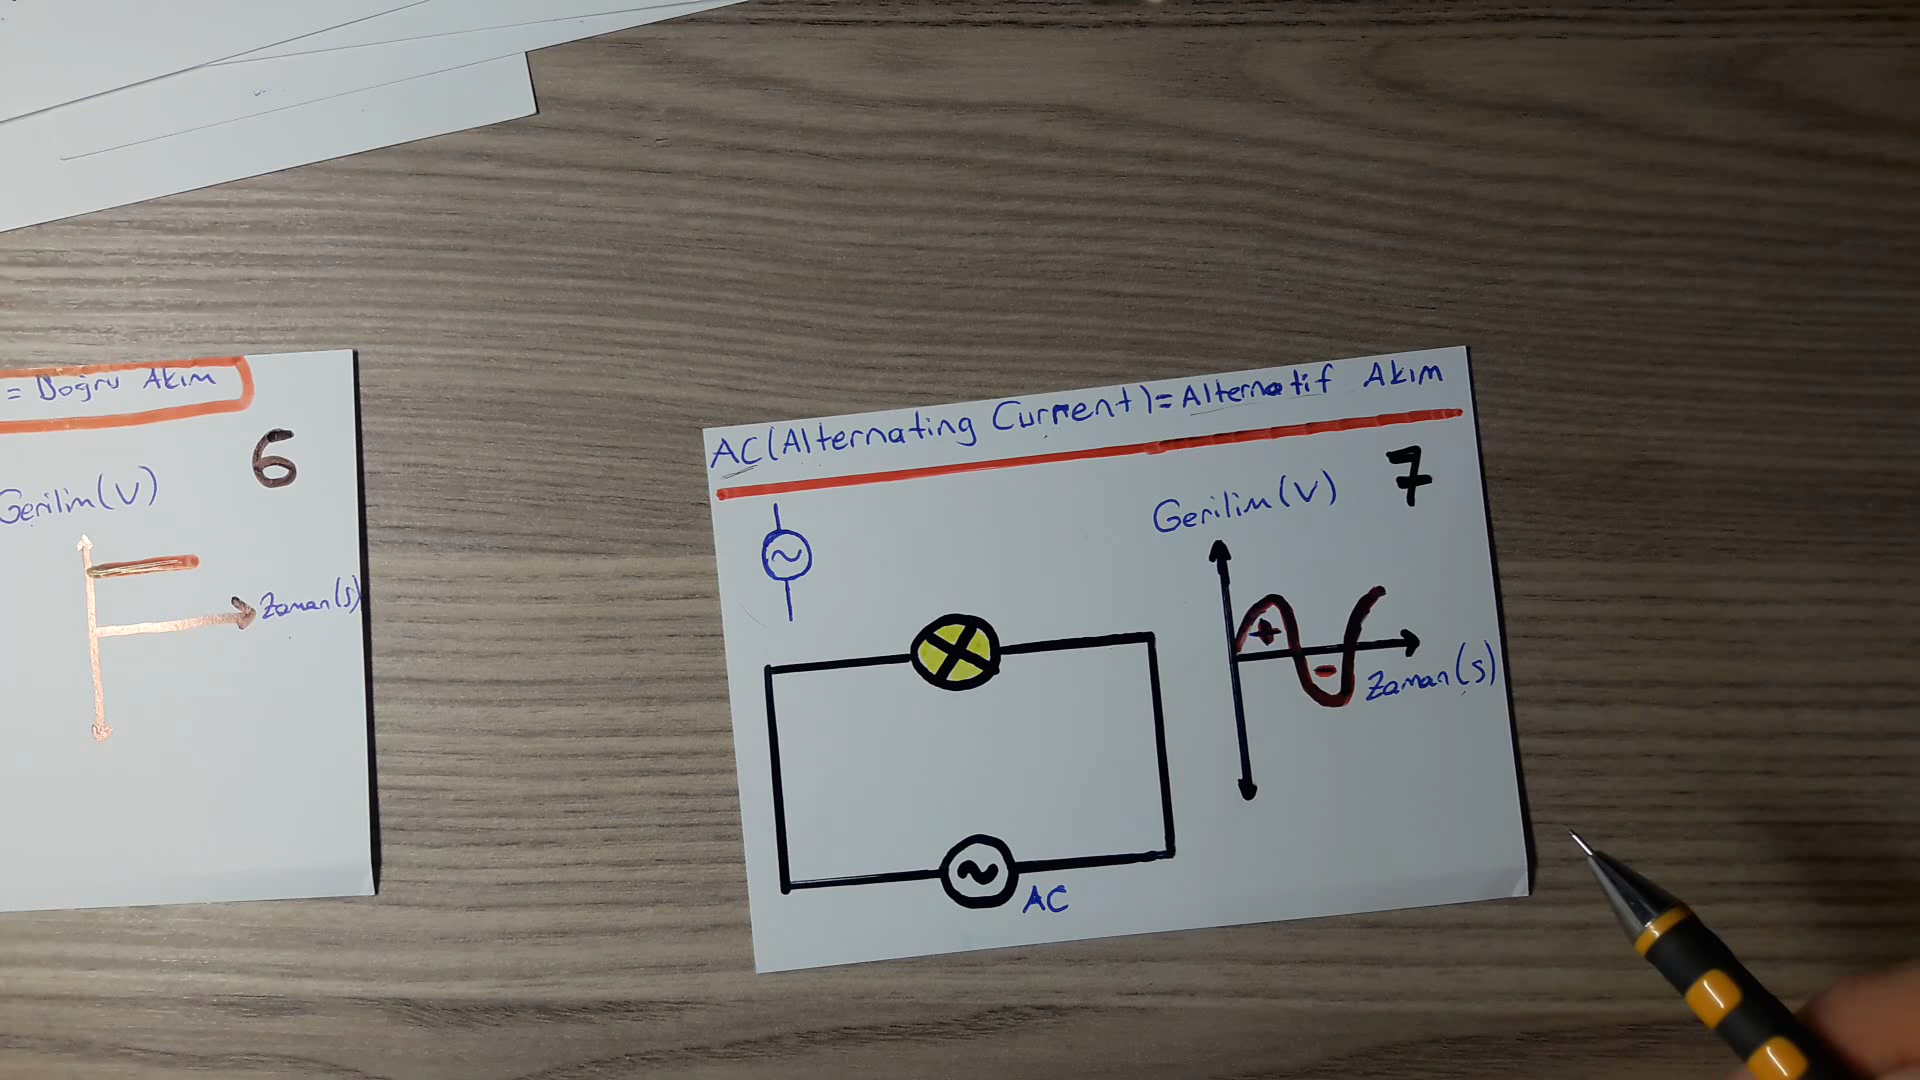 = Doğru Akım
6
Gerilim(V)
Zaman(s)
AC(Alternating Current)=Alternatif Akım
7
Gerilim(V)
+
-
Zaman(s)
AC